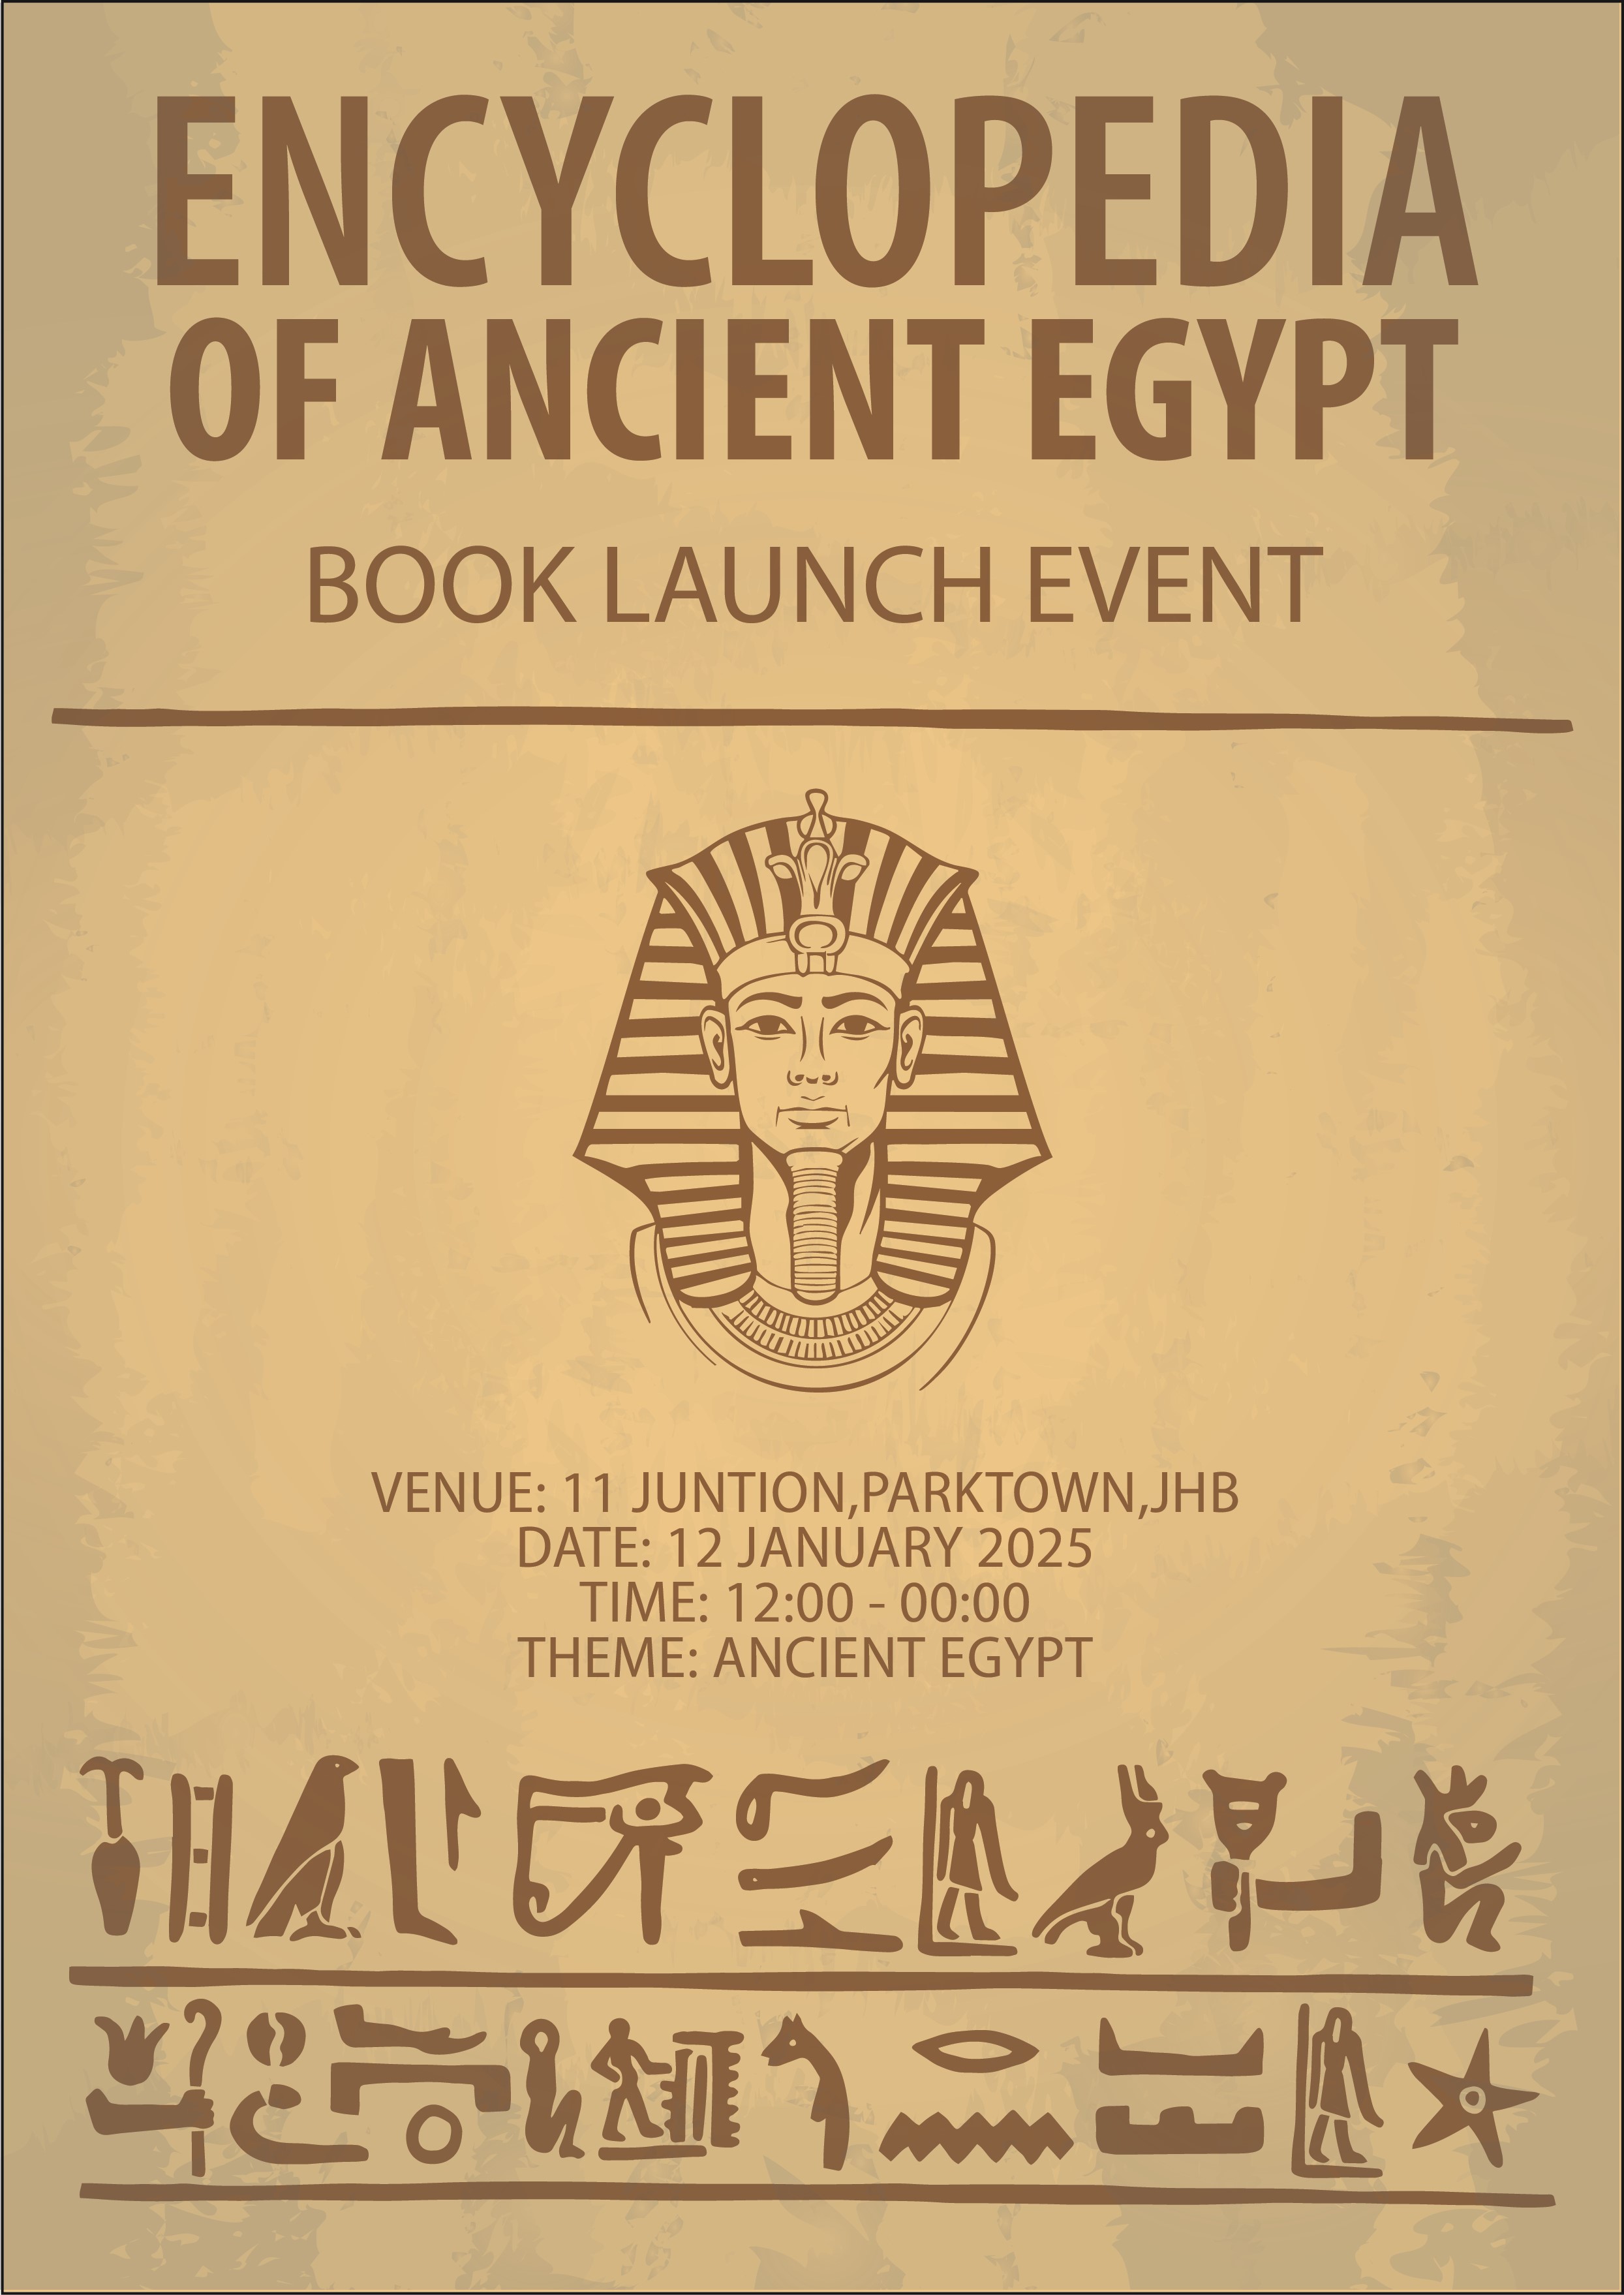 ENCYCLOPEDIA
OF ANCIENT EGYPT
BOOK LAUNCH EVENT
VENUE: 11 JUNTION,PARKTOWN,JHB
DATE: 12 JANUARY 2025
TIME: 12:00 - 00:00
THEME: ANCIENT EGYPT